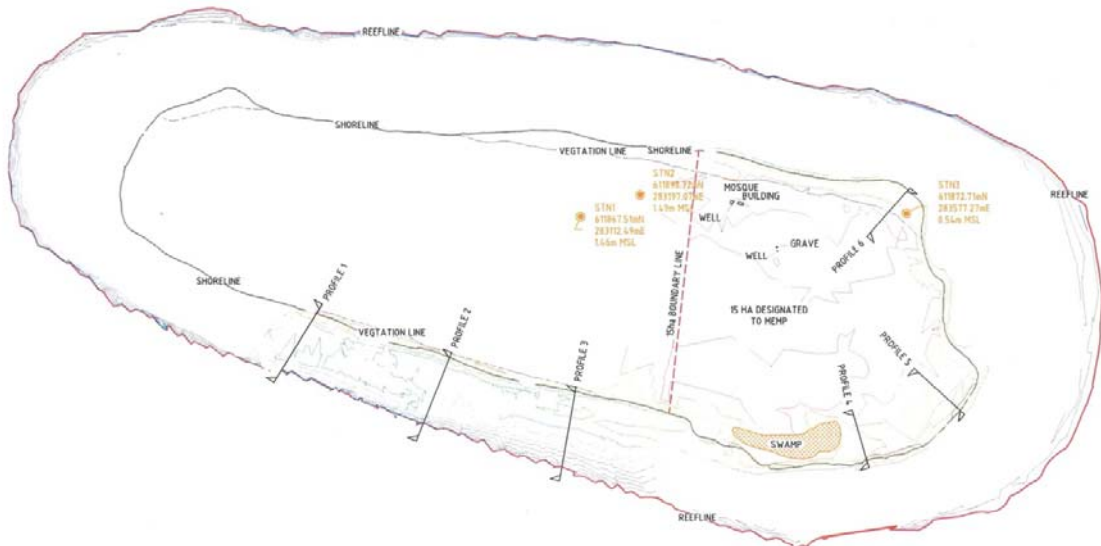 REEFLINE
SHORELINE
VEGTATION LINE
SHORELINE
STN2
283197.07mE
1.49m MSL
STN1
611867.51mN
283112.49mE
1.46m MSL
MOSQUE
BUILDING
WELL
STN3
611872.71mN
283577.27mE
0.54m MSL
REEFLINE
GRAVE
WELL
PROFILE 6
15ha BOUNDARY LINE
15 HA DESIGNATED
TO HEMP
SHORELINE
PROFILE 1
VEGTATION LINE
PROFILE 2
PROFILE 3
PROFILE 4
PROFILE 5
SWAMP
REEFLINE